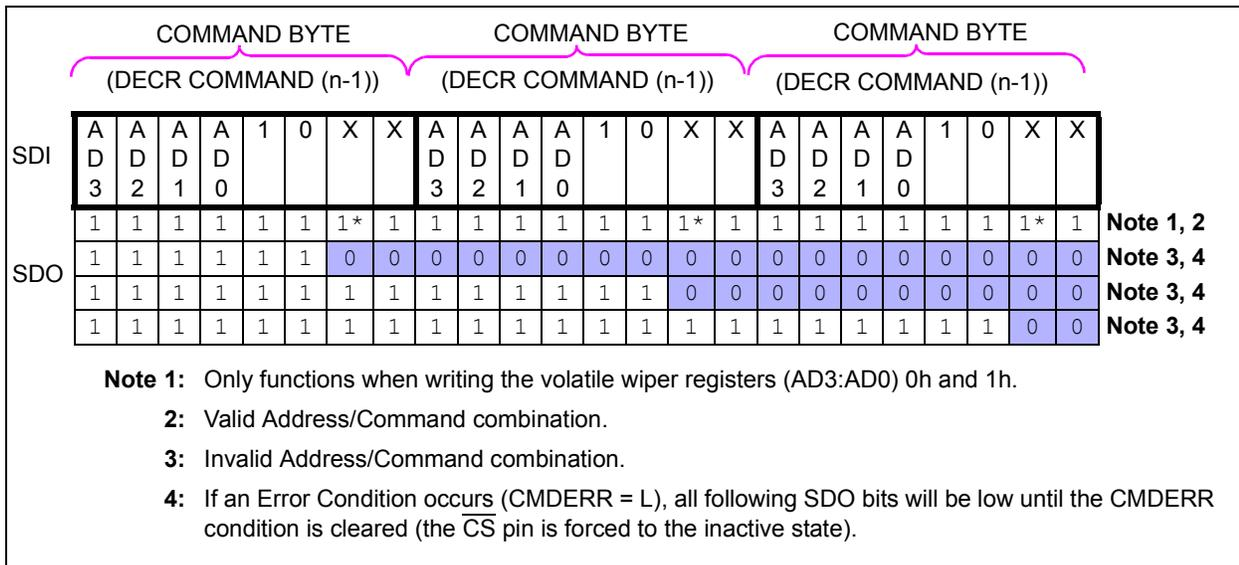 COMMAND BYTE COMMAND BYTE COMMAND BYTE
(DECR COMMAND (n-1)) (DECR COMMAND (n-1)) (DECR COMMAND (n-1))
SDI
A A A A 1 0 X X A A A A 1 0 X X A A A A 1 0 X X
D D D D D D D D D D D D
3 2 1 0 3 2 1 0 3 2 1 0
SDO
1 1 1 1 1 1 1* 1 1 1 1 1 1 1 1* 1 1 1 1 1 1 1 1* 1 Note 1, 2
1 1 1 1 1 1 0 0 0 0 0 0 0 0 0 0 0 0 0 0 0 0 0 0 Note 3, 4
1 1 1 1 1 1 1 1 1 1 1 1 1 1 0 0 0 0 0 0 0 0 0 0 Note 3, 4
1 1 1 1 1 1 1 1 1 1 1 1 1 1 1 1 1 1 1 1 1 1 0 0 Note 3, 4
Note 1: Only functions when writing the volatile wiper registers (AD3:AD0) 0h and 1h.
2: Valid Address/Command combination.
3: Invalid Address/Command combination.
4: If an Error Condition occurs (CMDERR = L), all following SDO bits will be low until the CMDERR
condition is cleared (the C̅S̅ pin is forced to the inactive state).